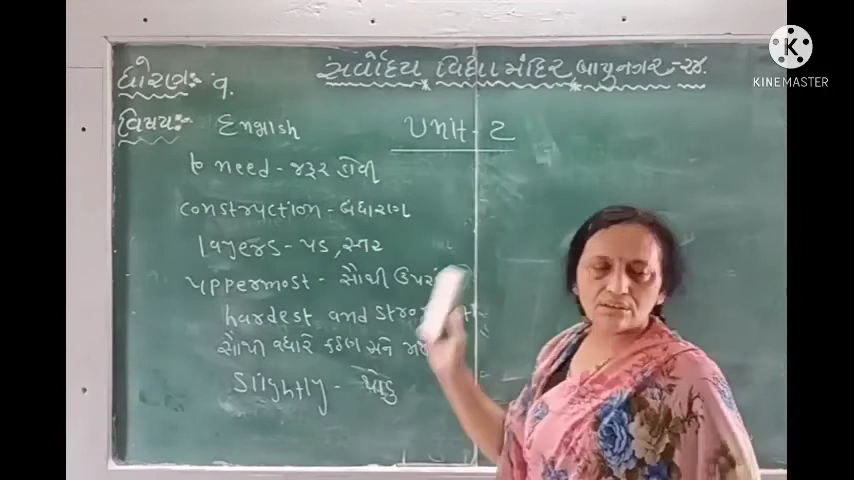 સર્વોદય વિદ્યામંદિર બાપુનગર-૨૪.
KINEMASTER
ધોરણઃ- ૧.
વિષયઃ- English
Unit-2
to need - જરૂર હોવી
construction - બંધારણ
layers - પડ, સ્તર
uppermost - સૌથી ઉપર
hardest and
સૌથી વધારે કઠણ અને
slightly - થોડુ